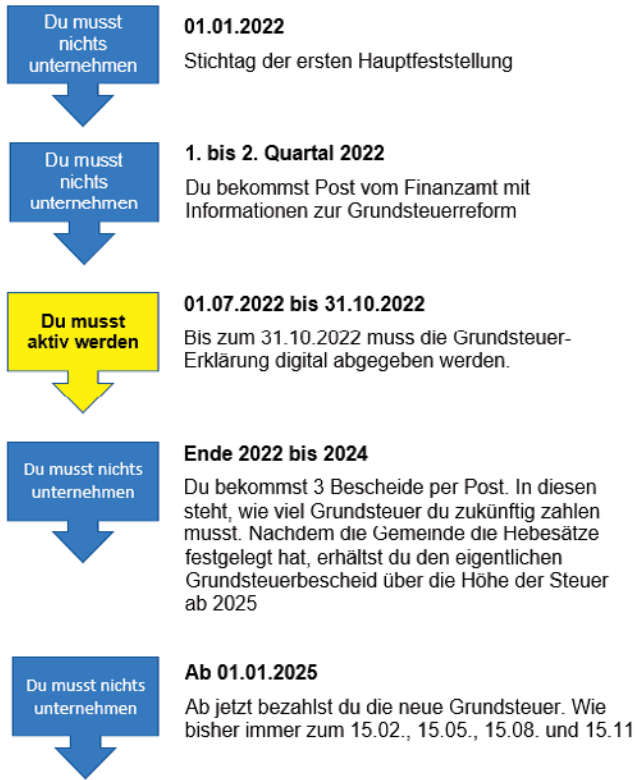 Du musst
nichts
unternehmen
01.01.2022
Stichtag der ersten Hauptfeststellung
Du musst
nichts
unternehmen
1. bis 2. Quartal 2022
Du bekommst Post vom Finanzamt mit
Informationen zur Grundsteuerreform
Du musst
aktiv werden
01.07.2022 bis 31.10.2022
Bis zum 31.10.2022 muss die Grundsteuer-
Erklärung digital abgegeben werden.
Du musst nichts
unternehmen
Ende 2022 bis 2024
Du bekommst 3 Bescheide per Post. In diesen
steht, wie viel Grundsteuer du zukünftig zahlen
musst. Nachdem die Gemeinde die Hebesätze
festgelegt hat, erhältst du den eigentlichen
Grundsteuerbescheid über die Höhe der Steuer
ab 2025
Du musst nichts
unternehmen
Ab 01.01.2025
Ab jetzt bezahlst du die neue Grundsteuer. Wie
bisher immer zum 15.02., 15.05., 15.08. und 15.11